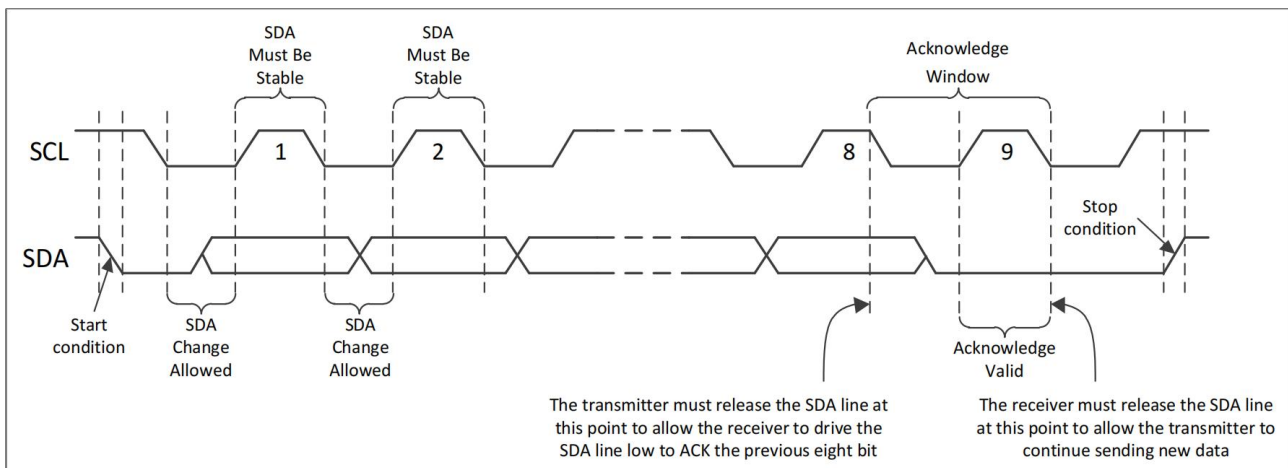 SDA
Must Be
Stable
SDA
Must Be
Stable
Acknowledge
Window
SCL
1
2
8
9
SDA
Stop
condition
Start
condition
SDA
Change
Allowed
SDA
Change
Allowed
Acknowledge
Valid
The transmitter must release the SDA line at
this point to allow the receiver to drive the
SDA line low to ACK the previous eight bit
The receiver must release the SDA line
at this point to allow the transmitter to
continue sending new data